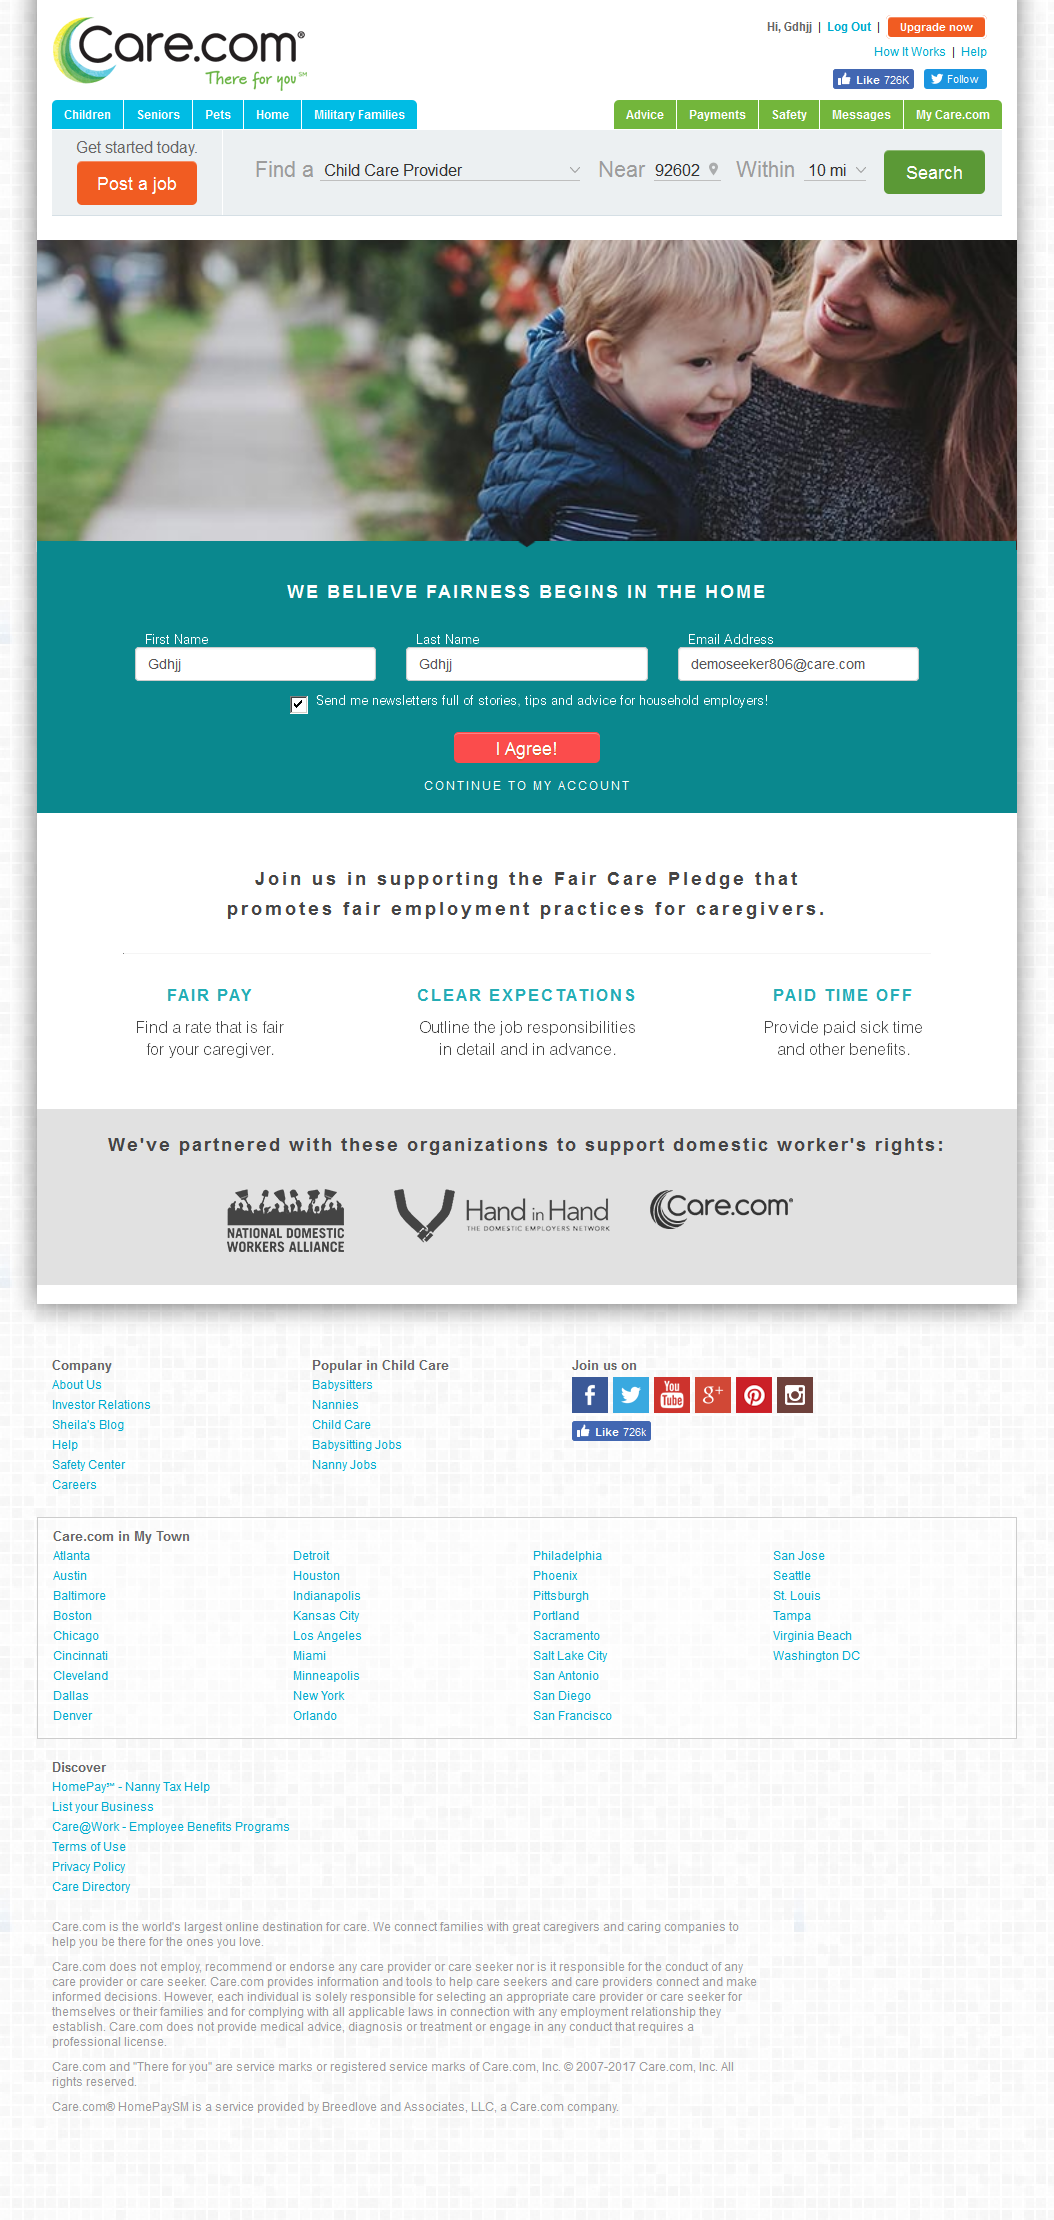 Care.com®
There for you℠
Hi, Gdhjj | Log Out | Upgrade now
How It Works | Help
Like 726K Follow
Children Seniors Pets Home Military Families
Advice Payments Safety Messages My Care.com
Get started today.
Post a job
Find a Child Care Provider Near 92602 Within 10 mi Search
WE BELIEVE FAIRNESS BEGINS IN THE HOME
First Name Last Name Email Address
Gdhjj Gdhjj demoseeker806@care.com
Send me newsletters full of stories, tips and advice for household employers!
I Agree!
CONTINUE TO MY ACCOUNT
Join us in supporting the Fair Care Pledge that
promotes fair employment practices for caregivers.
FAIR PAY
Find a rate that is fair
for your caregiver.
CLEAR EXPECTATIONS
Outline the job responsibilities
in detail and in advance.
PAID TIME OFF
Provide paid sick time
and other benefits.
We've partnered with these organizations to support domestic worker's rights:
NATIONAL DOMESTIC
WORKERS ALLIANCE
Hand in Hand
THE DOMESTIC EMPLOYERS NETWORK
Care.com®
Company
About Us
Investor Relations
Sheila's Blog
Help
Safety Center
Careers
Popular in Child Care
Babysitters
Nannies
Child Care
Babysitting Jobs
Nanny Jobs
Join us on
You
Tube
g+
Like 726k
Care.com in My Town
Atlanta
Austin
Baltimore
Boston
Chicago
Cincinnati
Cleveland
Dallas
Denver
Detroit
Houston
Indianapolis
Kansas City
Los Angeles
Miami
Minneapolis
New York
Orlando
Philadelphia
Phoenix
Pittsburgh
Portland
Sacramento
Salt Lake City
San Antonio
San Diego
San Francisco
San Jose
Seattle
St. Louis
Tampa
Virginia Beach
Washington DC
Discover
HomePay℠ - Nanny Tax Help
List your Business
Care@Work - Employee Benefits Programs
Terms of Use
Privacy Policy
Care Directory
Care.com is the world's largest online destination for care. We connect families with great caregivers and caring companies to
help you be there for the ones you love.
Care.com does not employ, recommend or endorse any care provider or care seeker nor is it responsible for the conduct of any
care provider or care seeker. Care.com provides information and tools to help care seekers and care providers connect and make
informed decisions. However, each individual is solely responsible for selecting an appropriate care provider or care seeker for
themselves or their families and for complying with all applicable laws in connection with any employment relationship they
establish. Care.com does not provide medical advice, diagnosis or treatment or engage in any conduct that requires a
professional license.
Care.com and "There for you" are service marks or registered service marks of Care.com, Inc. © 2007-2017 Care.com, Inc. All
rights reserved.
Care.com® HomePaySM is a service provided by Breedlove and Associates, LLC, a Care.com company.